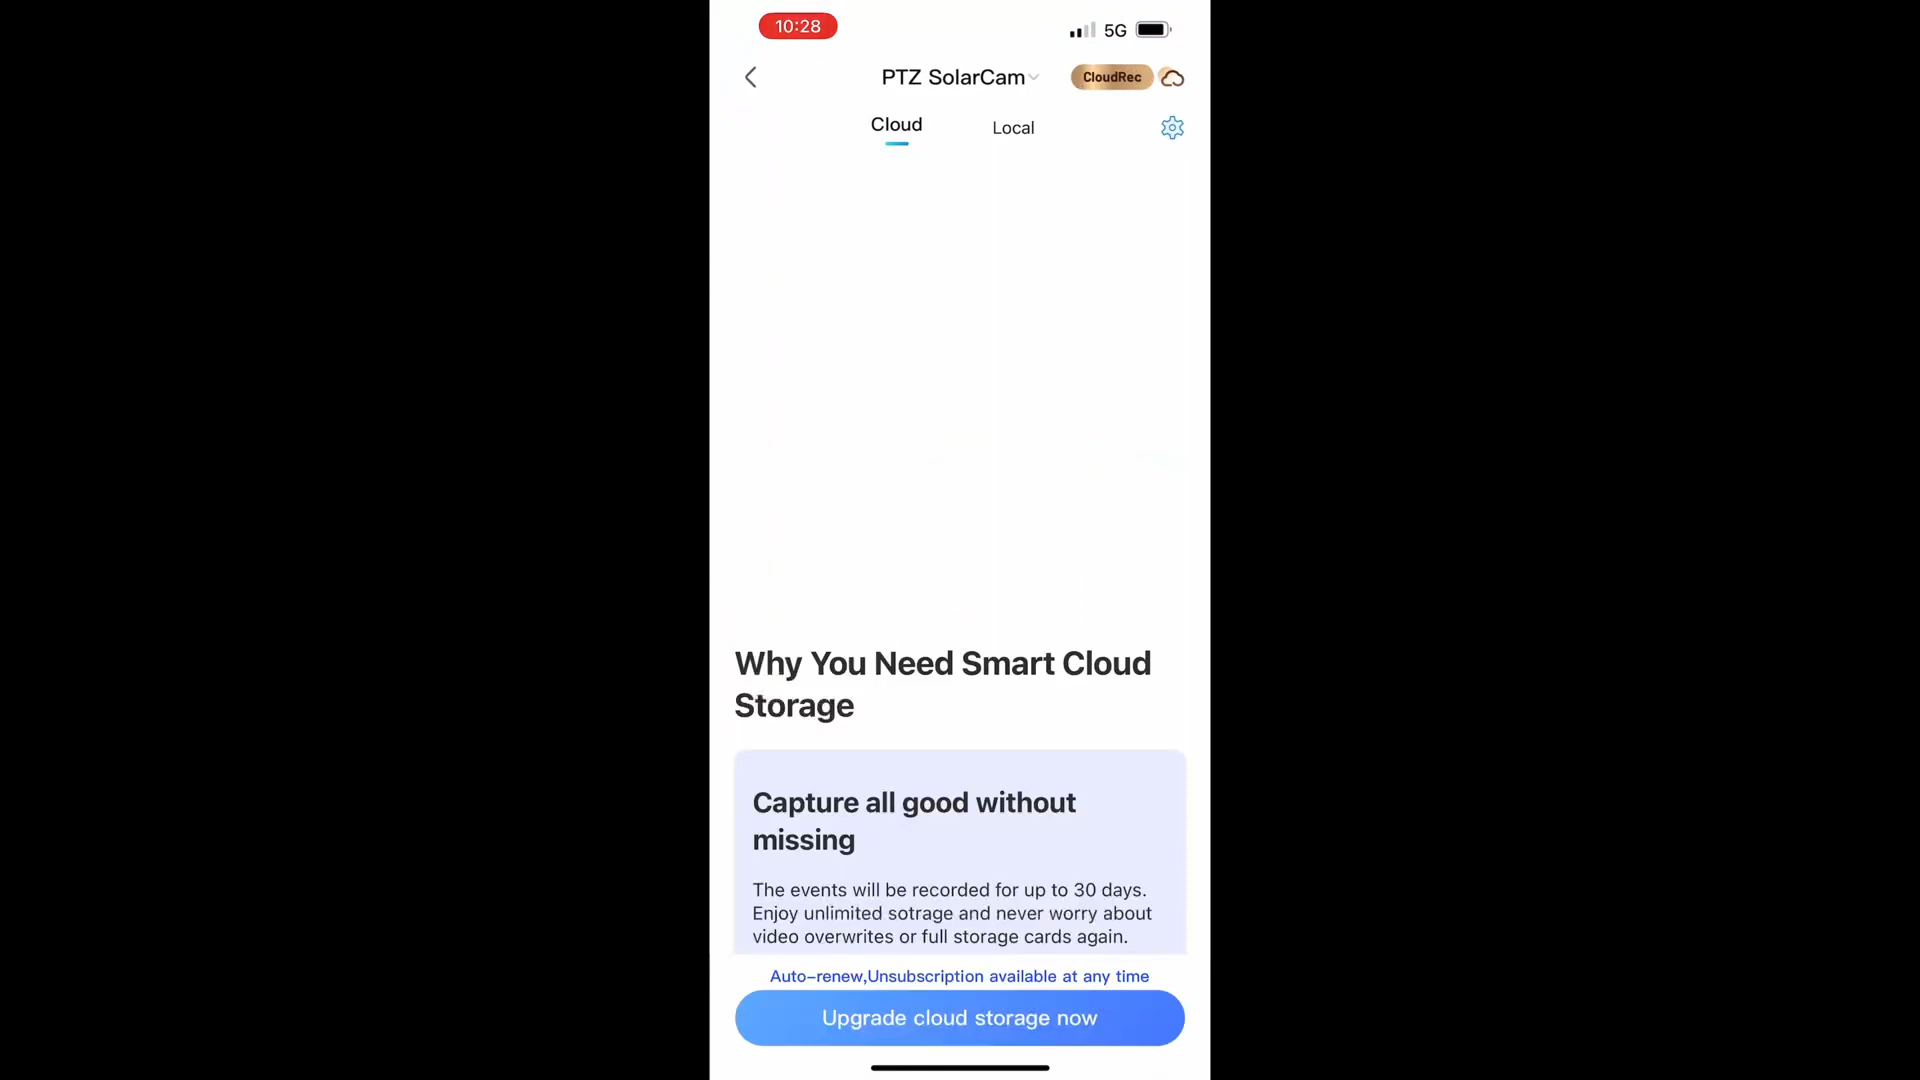 10:28
5G
PTZ SolarCam
CloudRec
Cloud
Local
Why You Need Smart Cloud
Storage
Capture all good without
missing
The events will be recorded for up to 30 days.
Enjoy unlimited sotrage and never worry about
video overwrites or full storage cards again.
Auto-renew,Unsubscription available at any time
Upgrade cloud storage now